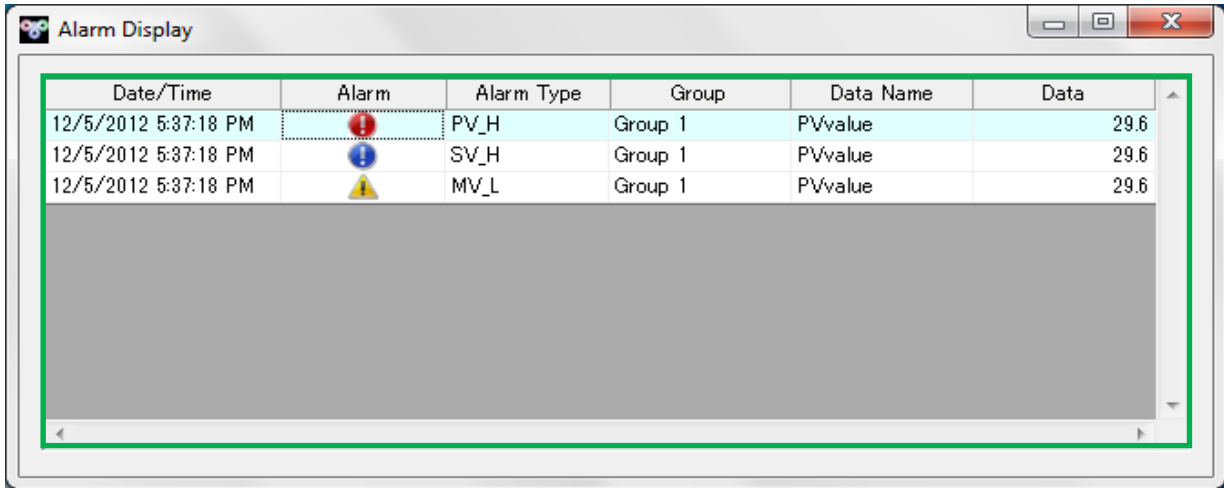 Alarm Display
Date/Time Alarm Alarm Type Group Data Name Data
12/5/2012 5:37:18 PM PV_H Group 1 PVvalue 29.6
12/5/2012 5:37:18 PM SV_H Group 1 PVvalue 29.6
12/5/2012 5:37:18 PM MV_L Group 1 PVvalue 29.6